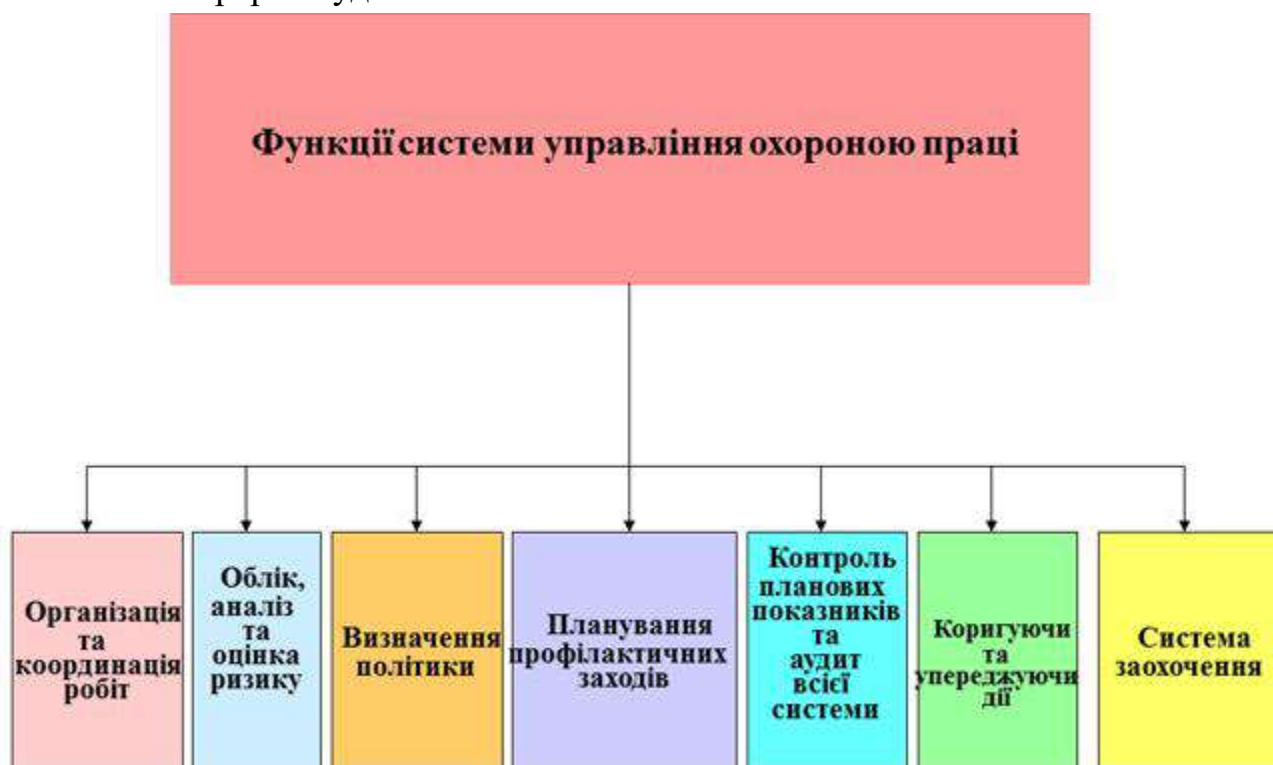 Функції системи управління охороною праці
Організація
та
координація
робіт
Облік,
аналіз
та
оцінка
ризику
Визначення
політики
Планування
профілактичних
заходів
Контроль
планових
показників
та
аудит
всієї
системи
Коригуючи
та
упереджуючи
дії
Система
заохочення